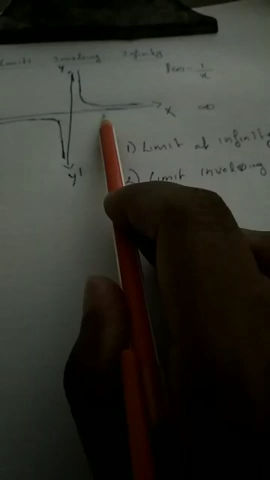 Limits involving infinity
y
f(x) = 1/x
x
∞
y'
1) Limit at infinity
2) Limit involving